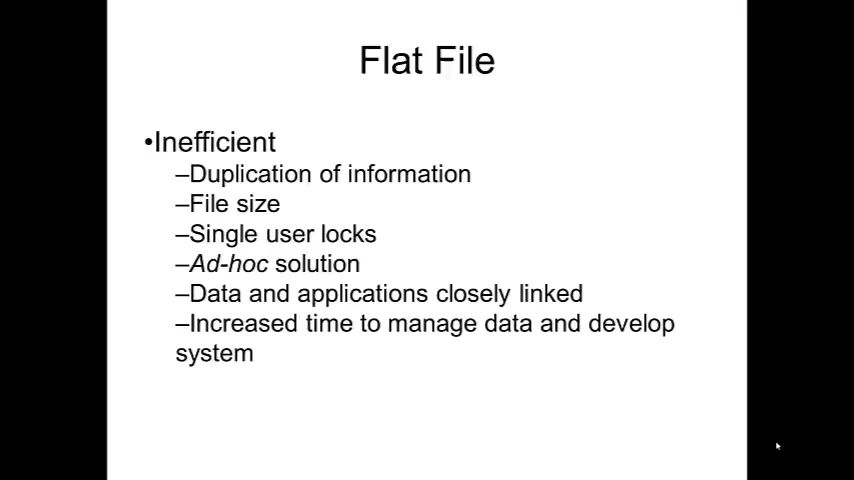 Flat File
•Inefficient
–Duplication of information
–File size
–Single user locks
–Ad-hoc solution
–Data and applications closely linked
–Increased time to manage data and develop
system